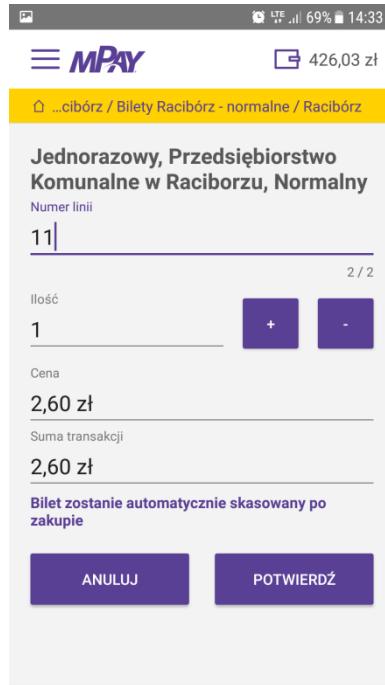 LTE 69% 14:33
mPAY 426,03 zł
...cibórz / Bilety Racibórz - normalne / Racibórz
Jednorazowy, Przedsiębiorstwo
Komunalne w Raciborzu, Normalny
Numer linii
11
2 / 2
Ilość
1 + -
Cena
2,60 zł
Suma transakcji
2,60 zł
Bilet zostanie automatycznie skasowany po
zakupie
ANULUJ POTWIERDŹ